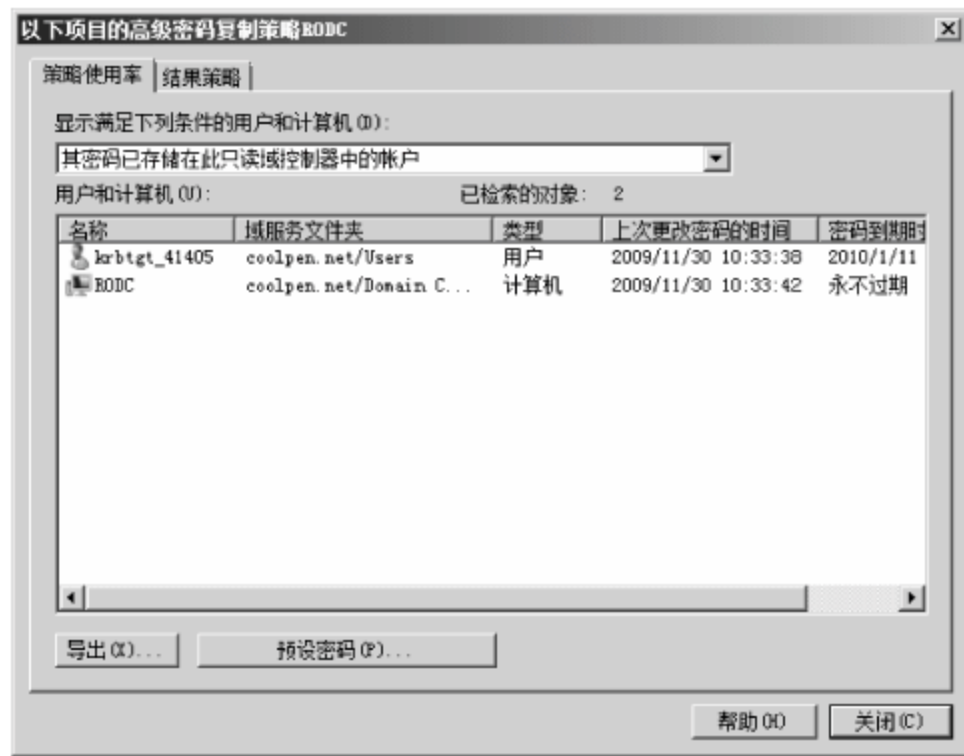 以下项目的高级密码复制策略RODC
策略使用率 结果策略
显示满足下列条件的用户和计算机(D):
其密码已存储在此只读域控制器中的帐户
用户和计算机(U): 已检索的对象: 2
名称 域服务文件夹 类型 上次更改密码的时间 密码到期时
krbtgt_41405 coolpen.net/Users 用户 2009/11/30 10:33:38 2010/1/11
RODC coolpen.net/Domain C... 计算机 2009/11/30 10:33:42 永不过期
导出(X)... 预设密码(P)...
帮助(H) 关闭(C)